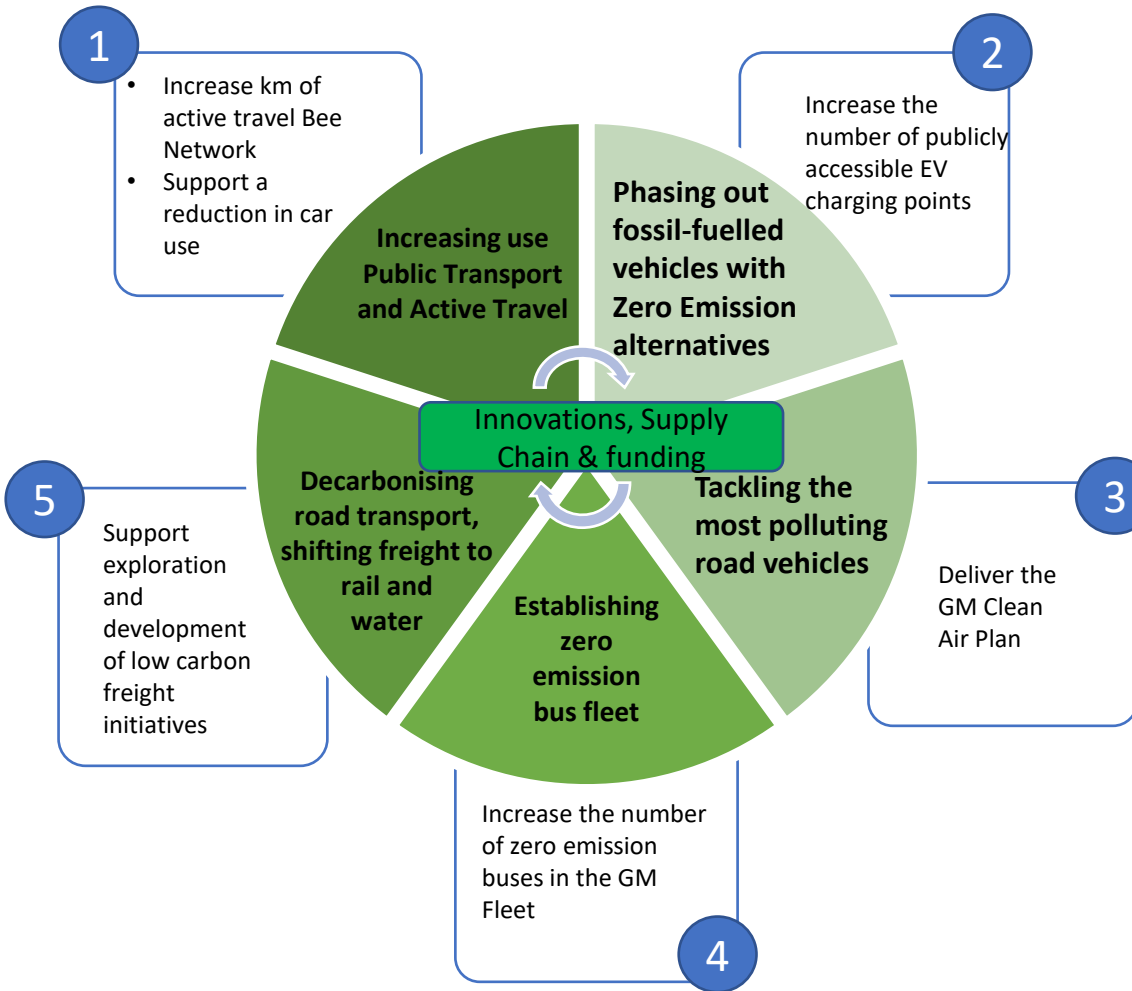 1
• Increase km of
active travel Bee
Network
• Support a
reduction in car
use
Increasing use
Public Transport
and Active Travel
2
Increase the
number of publicly
accessible EV
charging points
Phasing out
fossil-fuelled
vehicles with
Zero Emission
alternatives
Innovations, Supply
Chain & funding
3
Deliver the
GM Clean
Air Plan
Tackling the
most polluting
road vehicles
4
Increase the number
of zero emission
buses in the GM
Fleet
Establishing
zero
emission
bus fleet
5
Support
exploration
and
development
of low carbon
freight
initiatives
Decarbonising
road transport,
shifting freight to
rail and
water